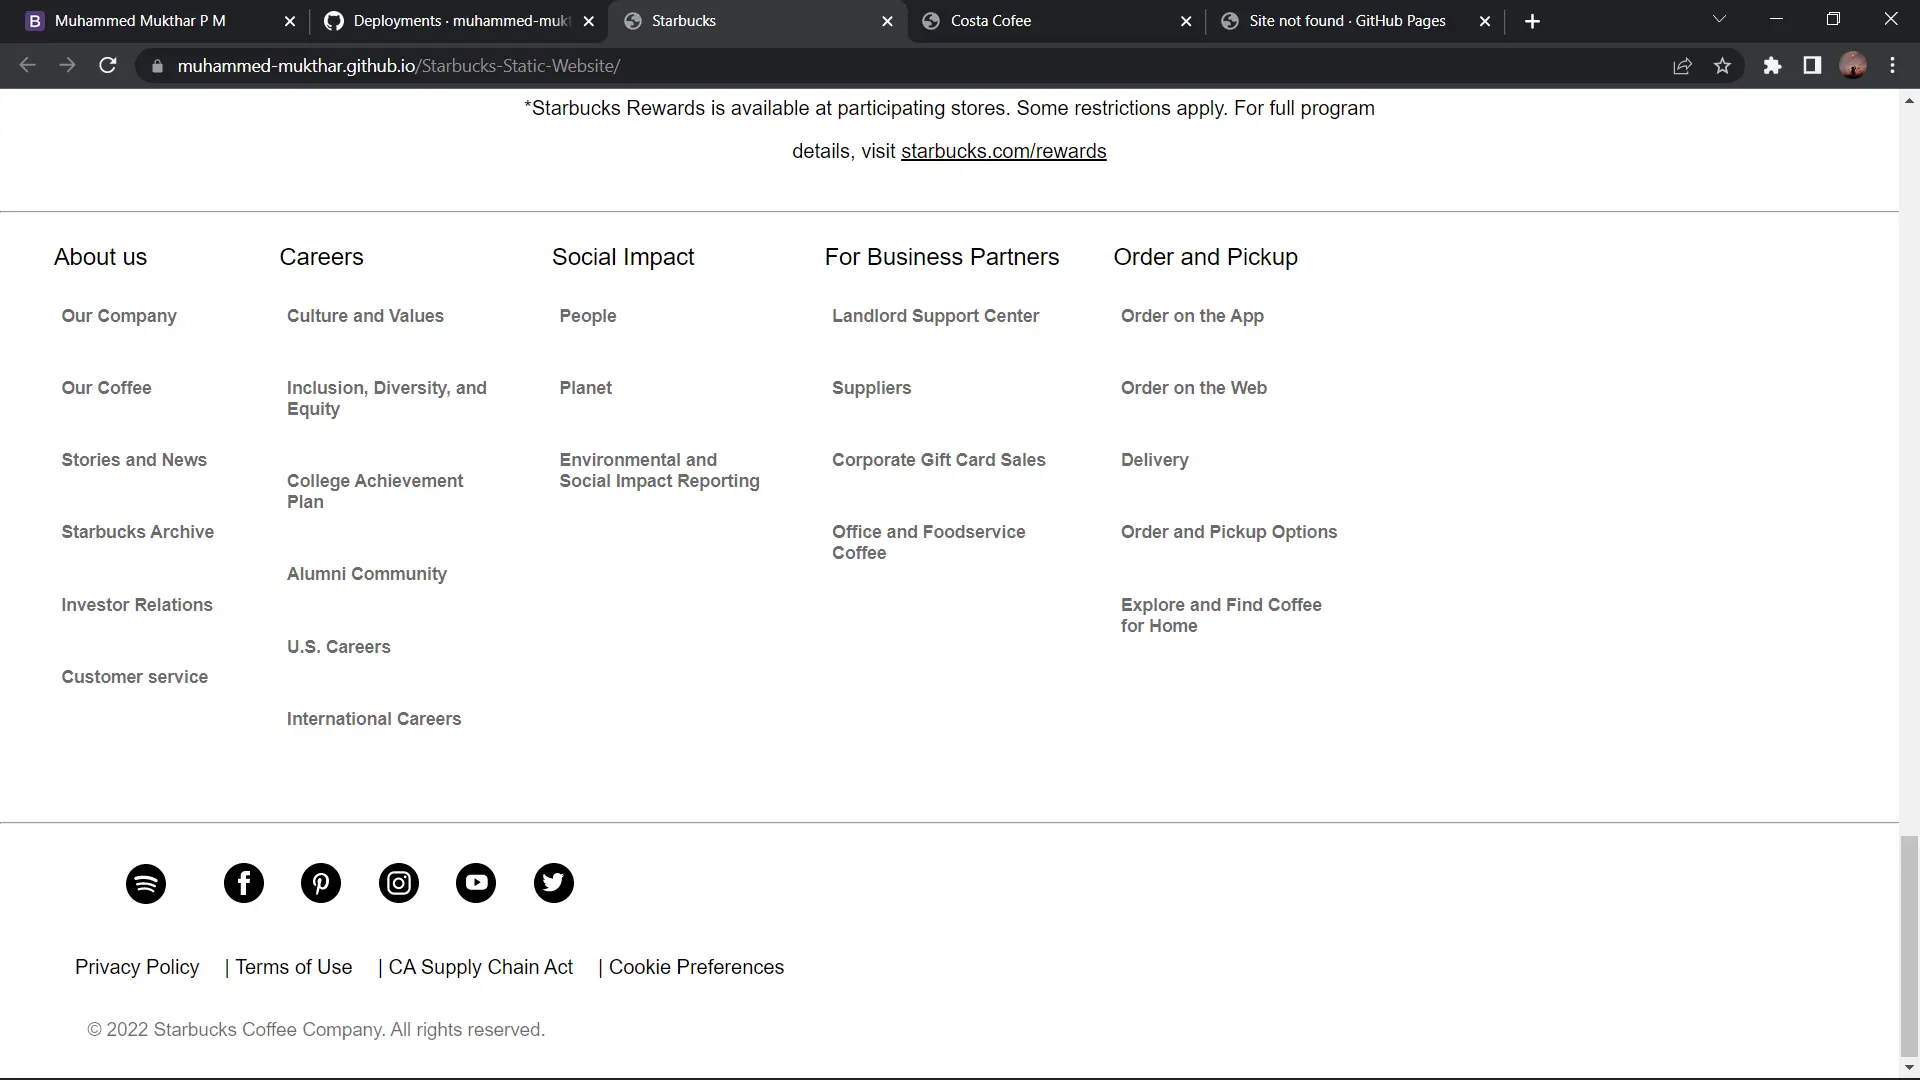 Muhammed Mukthar P M
Deployments · muhammed-mukt
Starbucks
Costa Cofee
Site not found · GitHub Pages
muhammed-mukthar.github.io/Starbucks-Static-Website/
*Starbucks Rewards is available at participating stores. Some restrictions apply. For full program
details, visit starbucks.com/rewards
About us
Our Company
Our Coffee
Stories and News
Starbucks Archive
Investor Relations
Customer service
Careers
Culture and Values
Inclusion, Diversity, and
Equity
College Achievement
Plan
Alumni Community
U.S. Careers
International Careers
Social Impact
People
Planet
Environmental and
Social Impact Reporting
For Business Partners
Landlord Support Center
Suppliers
Corporate Gift Card Sales
Office and Foodservice
Coffee
Order and Pickup
Order on the App
Order on the Web
Delivery
Order and Pickup Options
Explore and Find Coffee
for Home
Privacy Policy | Terms of Use | CA Supply Chain Act | Cookie Preferences
© 2022 Starbucks Coffee Company. All rights reserved.